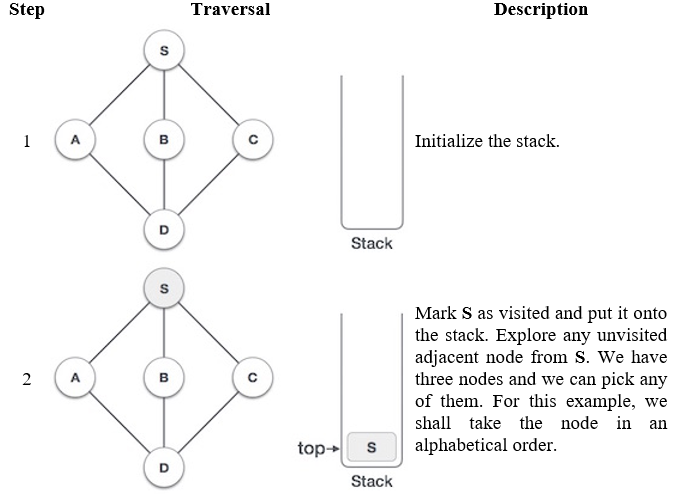 Step Traversal Description
S
1 A B C Initialize the stack.
D
Stack
S
Mark S as visited and put it onto
the stack. Explore any unvisited
adjacent node from S. We have
2 A B C three nodes and we can pick any
of them. For this example, we
shall take the node in an
top S alphabetical order.
D
Stack